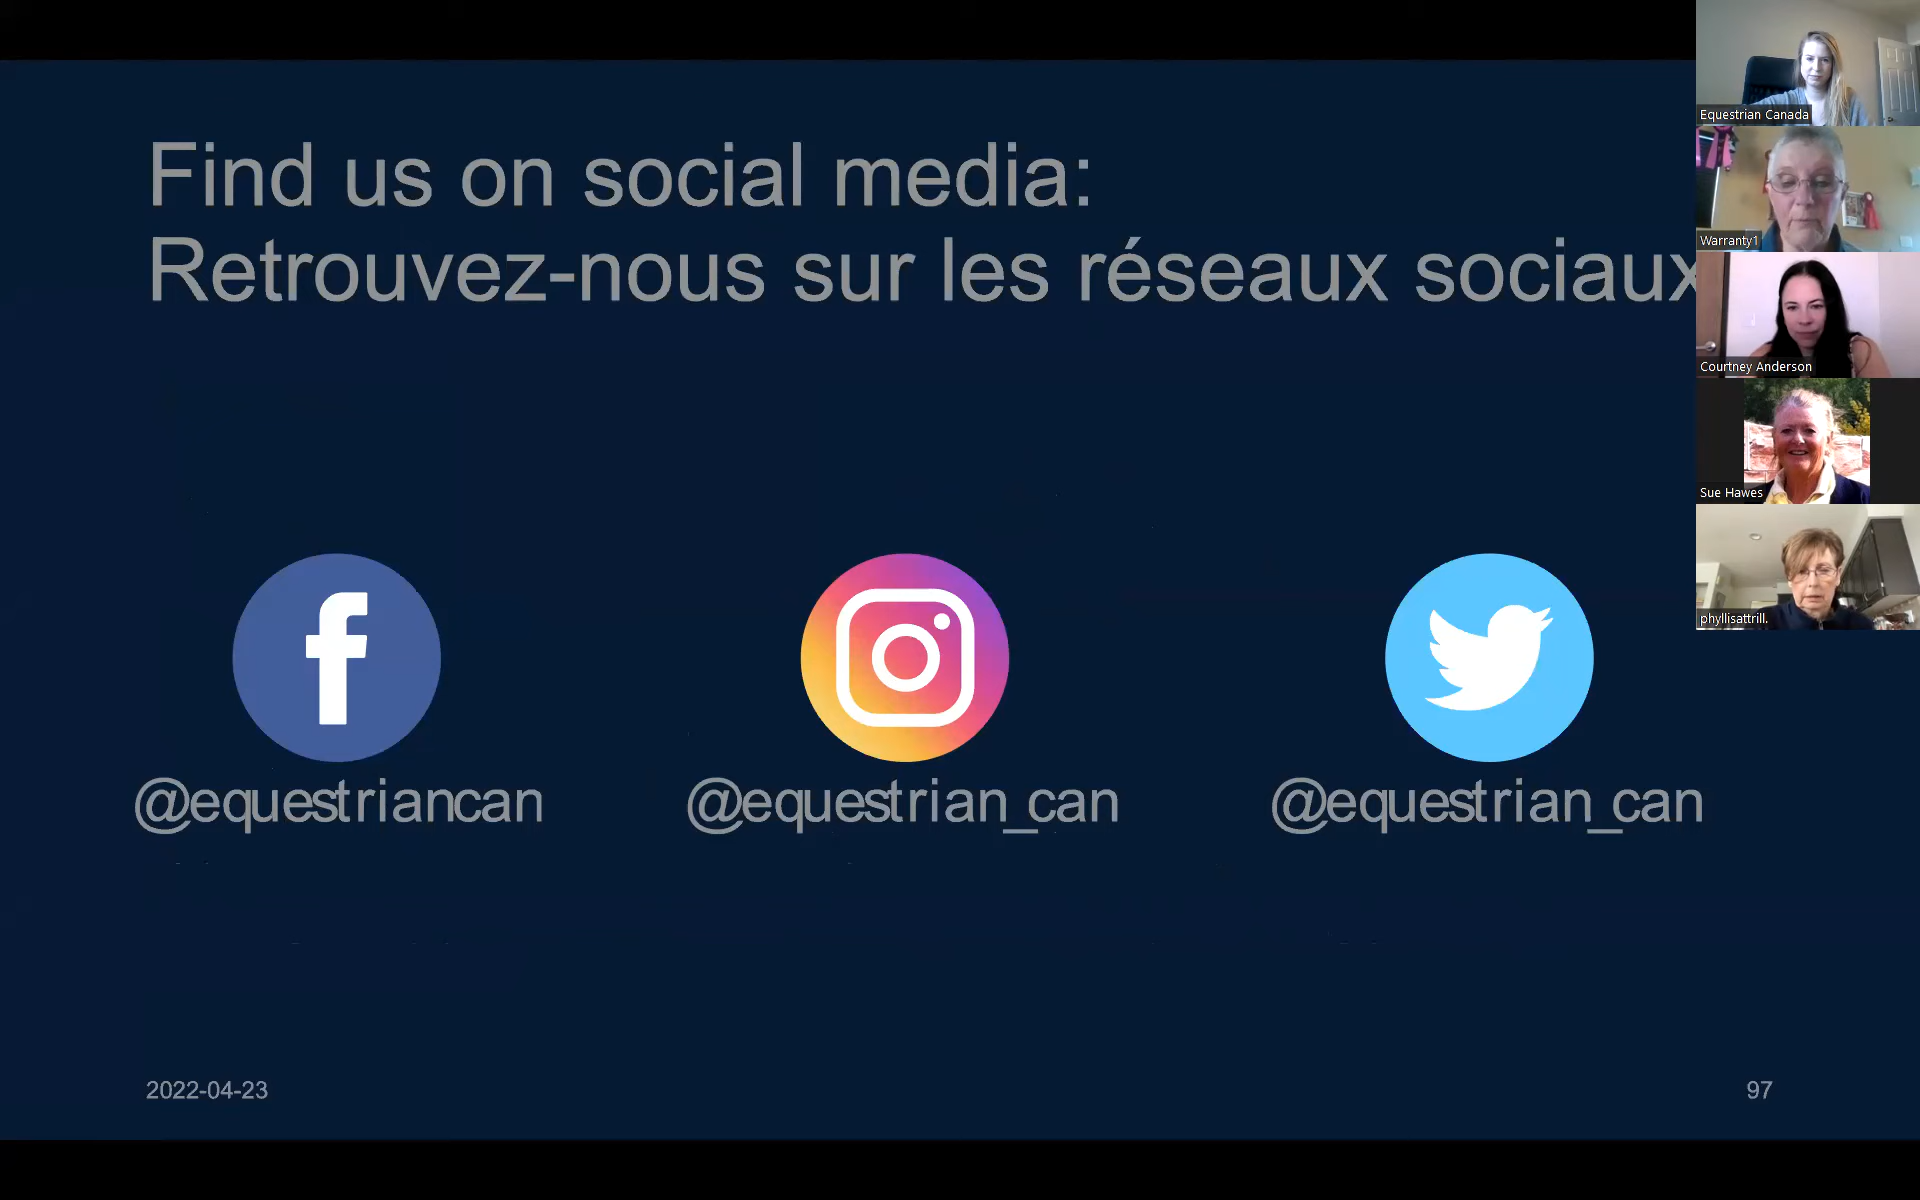 Find us on social media:
Retrouvez-nous sur les réseaux sociaux
@equestriancan
@equestrian_can
@equestrian_can
2022-04-23
97
Equestrian Canada
Warranty1
Courtney Anderson
Sue Hawes
phyllisattrill.